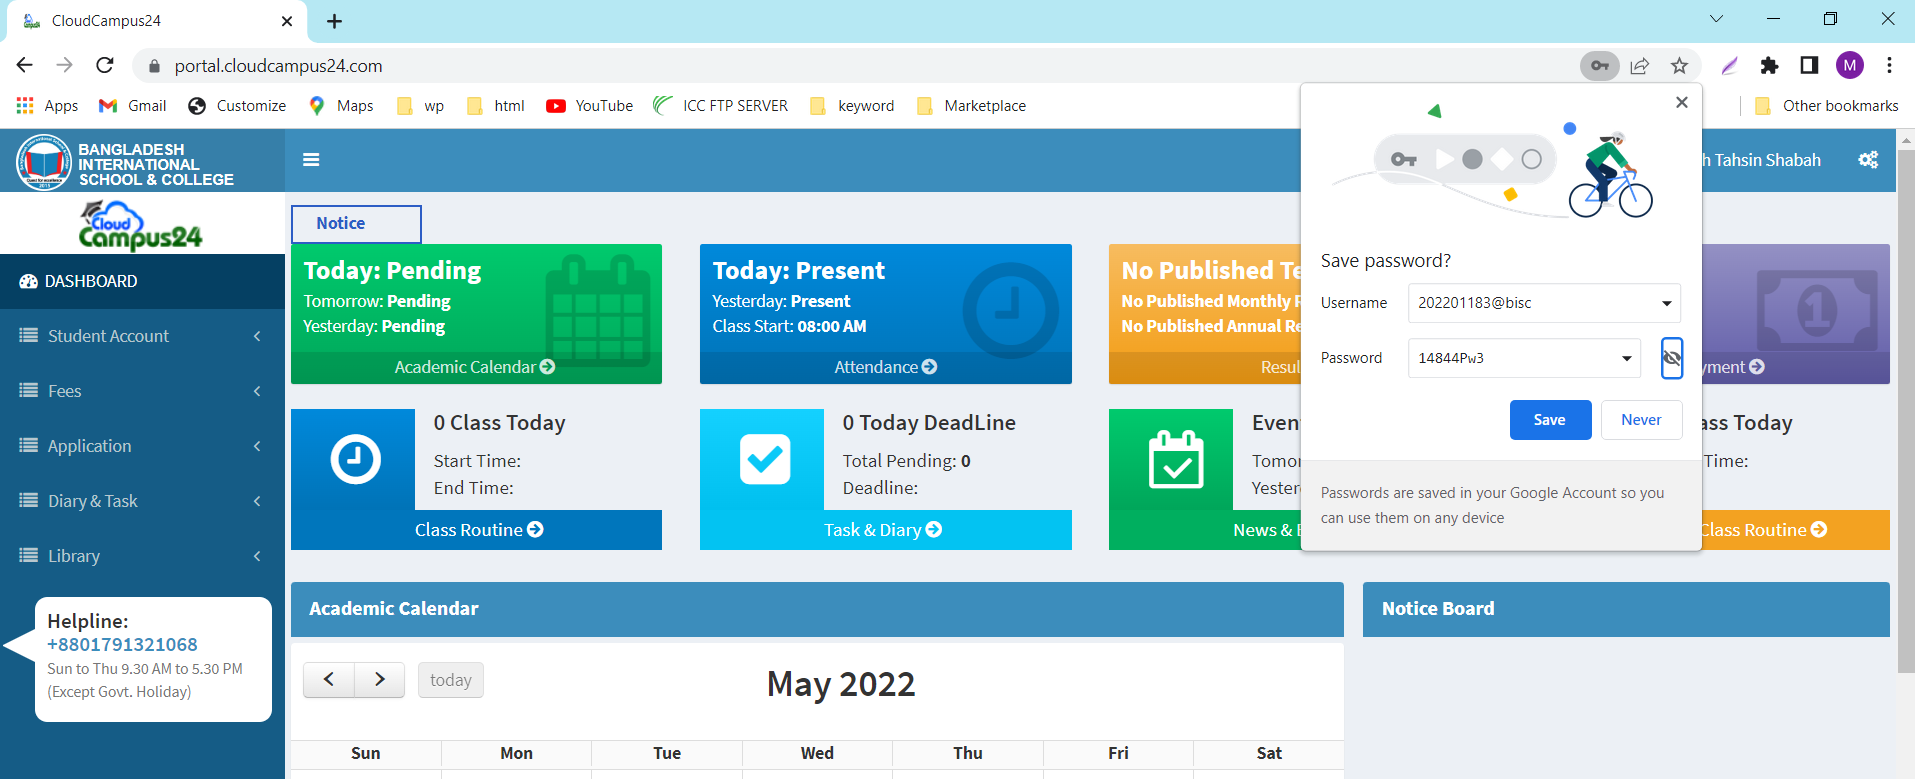 CloudCampus24
portal.cloudcampus24.com
M
Apps Gmail Customize Maps wp html YouTube ICC FTP SERVER keyword Marketplace Other bookmarks
BANGLADESH
INTERNATIONAL
SCHOOL & COLLEGE
h Tahsin Shabah
Cloud
Campus24
DASHBOARD
Student Account
Fees
Application
Diary & Task
Library
Helpline:
+8801791321068
Sun to Thu 9.30 AM to 5.30 PM
(Except Govt. Holiday)
Notice
Today: Pending
Tomorrow: Pending
Yesterday: Pending
Academic Calendar
Today: Present
Yesterday: Present
Class Start: 08:00 AM
Attendance
No Published Te
No Published Monthly
No Published Annual Re
Resul
yment
0 Class Today
Start Time:
End Time:
Class Routine
0 Today DeadLine
Total Pending: 0
Deadline:
Task & Diary
Even
Tomo
Yester
News &
ass Today
Time:
Class Routine
Save password?
Username 202201183@bisc
Password 14844Pw3
Save Never
Passwords are saved in your Google Account so you
can use them on any device
Academic Calendar
Notice Board
today
May 2022
Sun Mon Tue Wed Thu Fri Sat